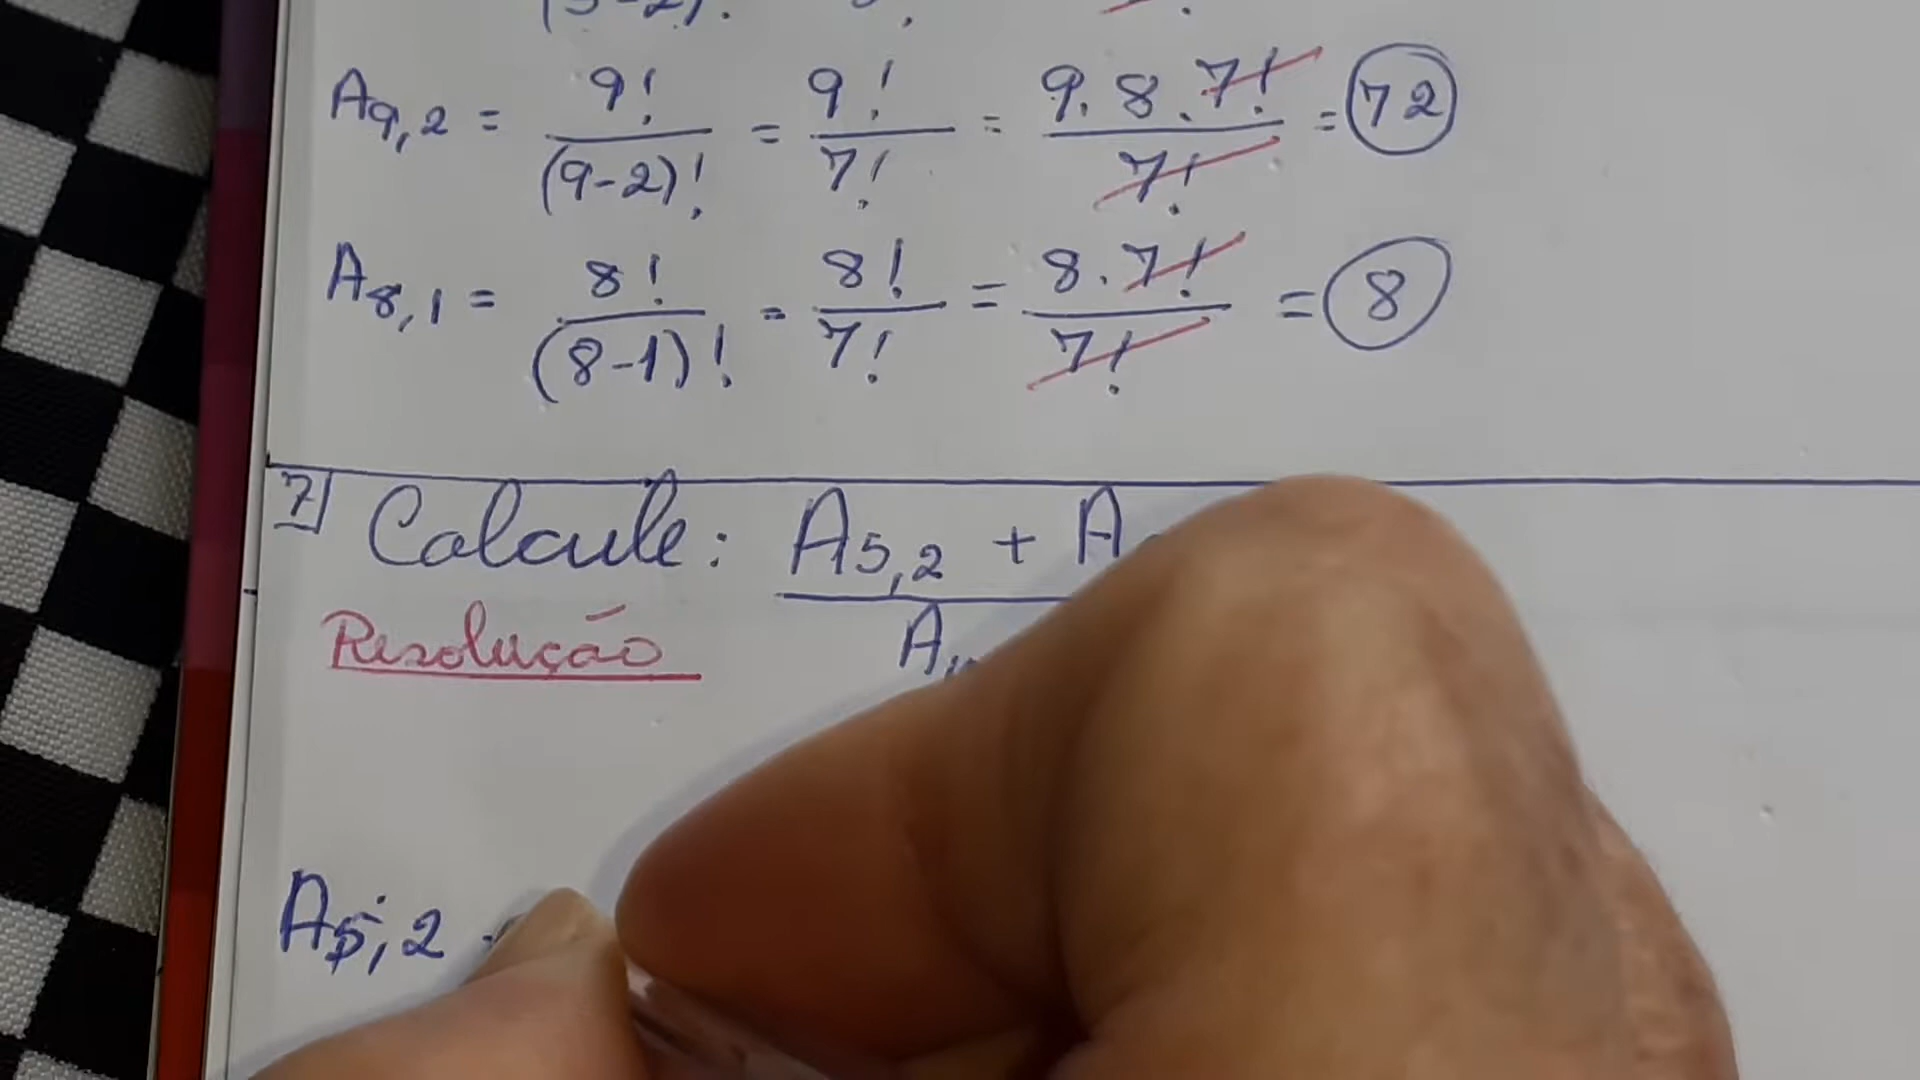 A9,2 = 9!/(9-2)! = 9!/7! = 9.8.7!/7! = 72
A8,1 = 8!/(8-1)! = 8!/7! = 8.7!/7! = 8
7] Calcule: A5,2 + A
A
Resolução
A5,2